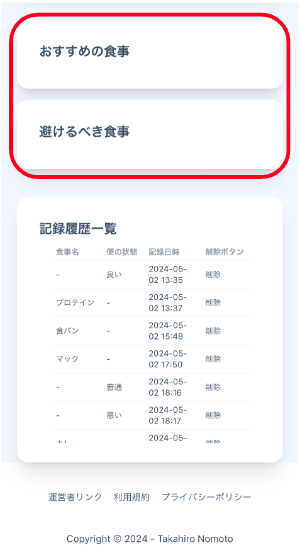 おすすめの食事
避けるべき食事
記録履歴一覧
食事名 便の状態 記録日時 削除ボタン
- 良い 2024-05-
02 13:35 削除
プロテイン - 2024-05-
02 13:37 削除
食パン - 2024-05-
02 15:48 削除
マック - 2024-05-
02 17:50 削除
- 普通 2024-05-
02 18:16 削除
- 悪い 2024-05-
02 18:17 削除
- 2024-05- 削除
運営者リンク 利用規約 プライバシーポリシー
Copyright © 2024 - Takahiro Nomoto